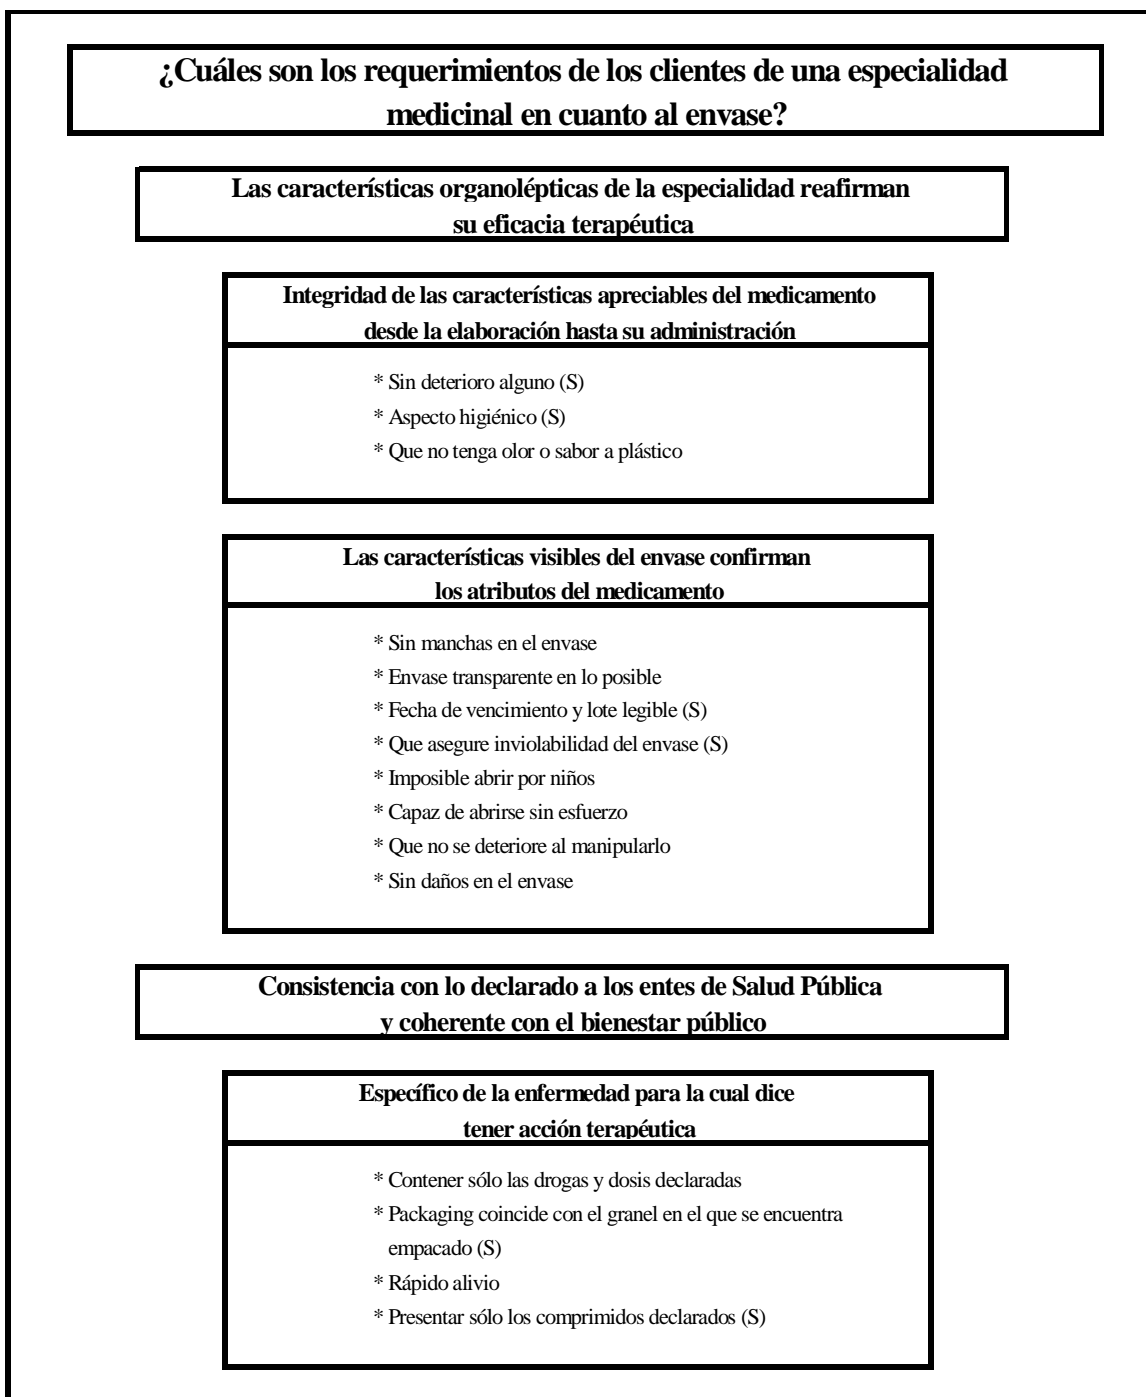 ¿Cuáles son los requerimientos de los clientes de una especialidad
medicinal en cuanto al envase?
Las características organolépticas de la especialidad reafirman
su eficacia terapéutica
Integridad de las características apreciables del medicamento
desde la elaboración hasta su administración
* Sin deterioro alguno (S)
* Aspecto higiénico (S)
* Que no tenga olor o sabor a plástico
Las características visibles del envase confirman
los atributos del medicamento
* Sin manchas en el envase
* Envase transparente en lo posible
* Fecha de vencimiento y lote legible (S)
* Que asegure inviolabilidad del envase (S)
* Imposible abrir por niños
* Capaz de abrirse sin esfuerzo
* Que no se deteriore al manipularlo
* Sin daños en el envase
Consistencia con lo declarado a los entes de Salud Pública
y coherente con el bienestar público
Específico de la enfermedad para la cual dice
tener acción terapéutica
* Contener sólo las drogas y dosis declaradas
* Packaging coincide con el granel en el que se encuentra
empacado (S)
* Rápido alivio
* Presentar sólo los comprimidos declarados (S)